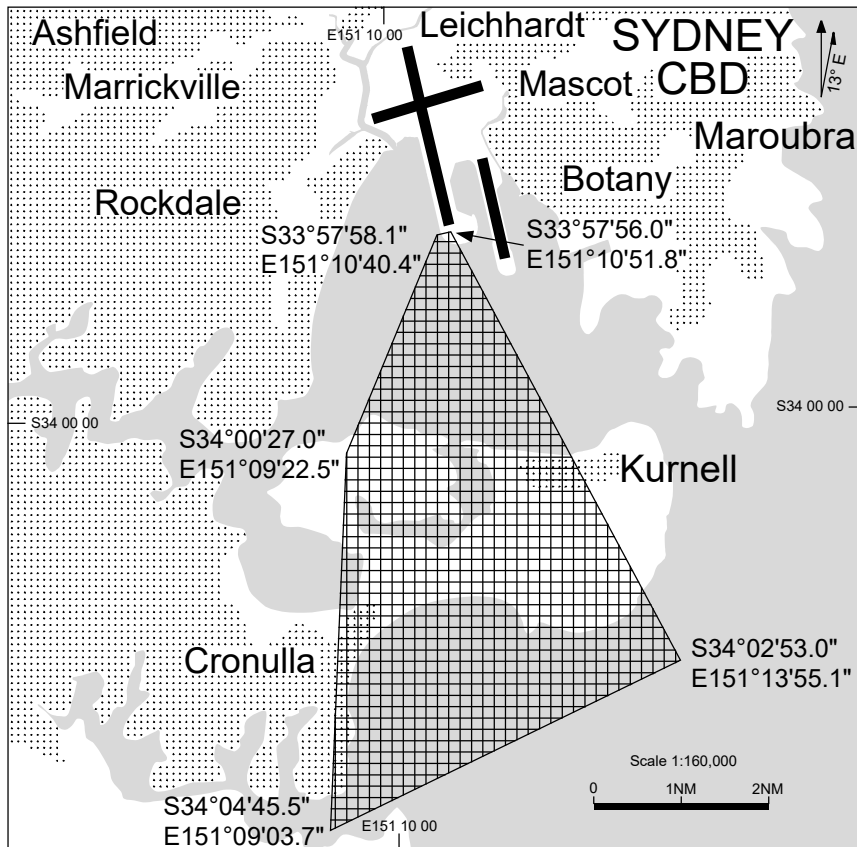 Ashfield
E151 10 00
Leichhardt
SYDNEY
CBD
13° E
Marrickville
Mascot
Maroubra
Botany
Rockdale
S33°57'58.1"
E151°10'40.4"
S33°57'56.0"
E151°10'51.8"
S34 00 00
S34 00 00
S34°00'27.0"
E151°09'22.5"
Kurnell
Cronulla
S34°02'53.0"
E151°13'55.1"
Scale 1:160,000
0 1NM 2NM
S34°04'45.5"
E151°09'03.7"
E151 10 00